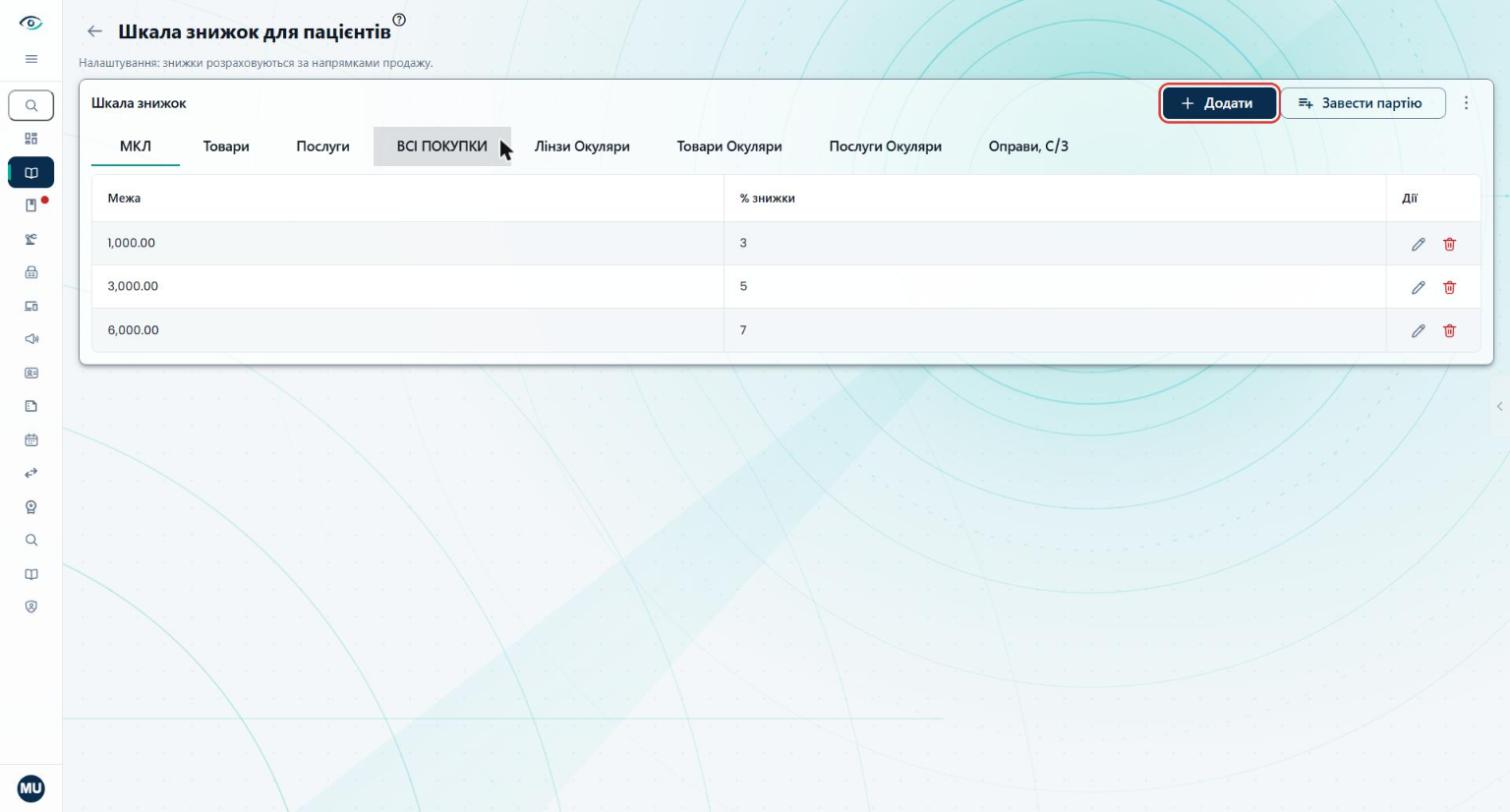 Шкала знижок для пацієнтів ?
Налаштування: знижки розраховуються за напрямками продажу.
Шкала знижок
+ Додати
Завести партію
МКЛ
Товари
Послуги
ВСІ ПОКУПКИ
Лінзи Окуляри
Товари Окуляри
Послуги Окуляри
Оправи, С/З
Межа
% знижки
Дії
1,000.00
3
3,000.00
5
6,000.00
7
MU